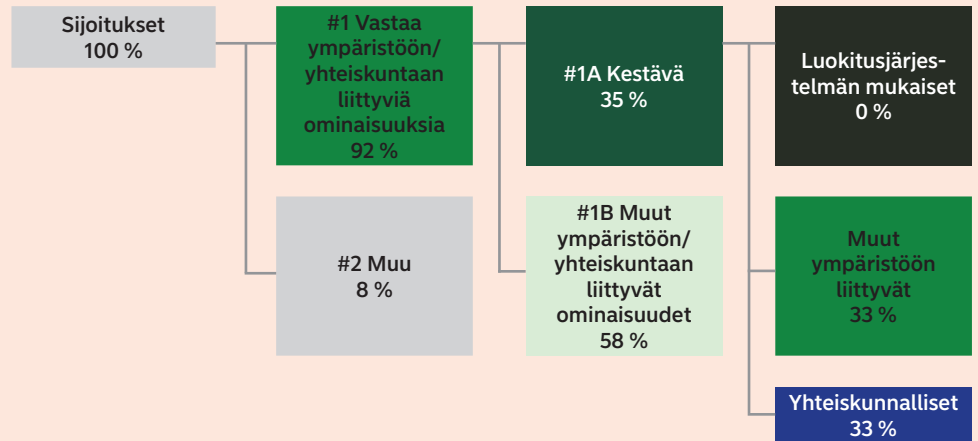 Sijoitukset
100 %
#1 Vastaa
ympäristöön/
yhteiskuntaan
liittyviä
ominaisuuksia
92 %
#2 Muu
8 %
#1A Kestävä
35 %
#1B Muut
ympäristöön/
yhteiskuntaan
liittyvät
ominaisuudet
58 %
Luokitusjärjes-
telmän mukaiset
0 %
Muut
ympäristöön
liittyvät
33 %
Yhteiskunnalliset
33 %